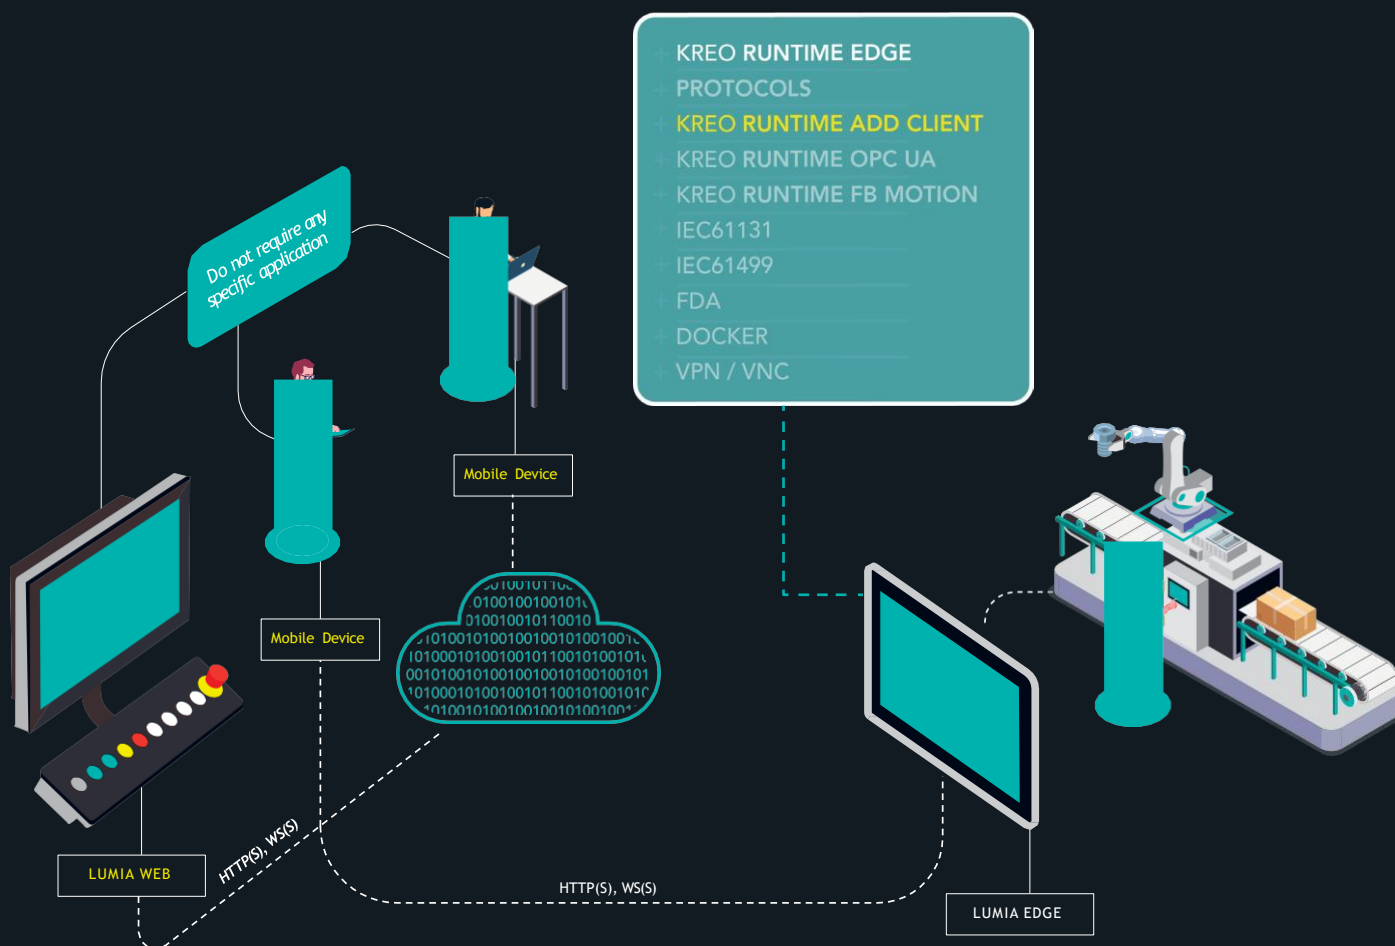 KREO RUNTIME EDGE
PROTOCOLS
KREO RUNTIME ADD CLIENT
KREO RUNTIME OPC UA
KREO RUNTIME FB MOTION
IEC61131
IEC61499
FDA
DOCKER
VPN / VNC
Do not require any
specific application
Mobile Device
Mobile Device
LUMIA WEB
HTTP(S), WS(S)
HTTP(S), WS(S)
LUMIA EDGE